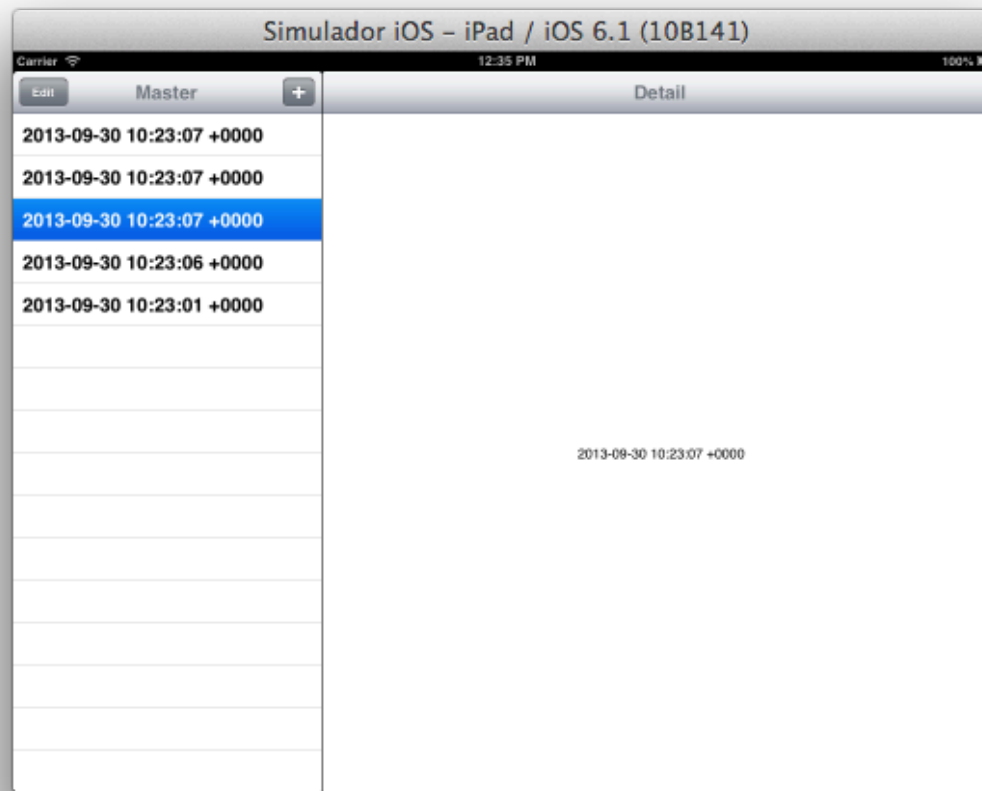 Simulador iOS – iPad / iOS 6.1 (10B141)
Carrier 12:35 PM 100%
Edit Master + Detail
2013-09-30 10:23:07 +0000
2013-09-30 10:23:07 +0000
2013-09-30 10:23:07 +0000
2013-09-30 10:23:06 +0000
2013-09-30 10:23:01 +0000
2013-09-30 10:23:07 +0000